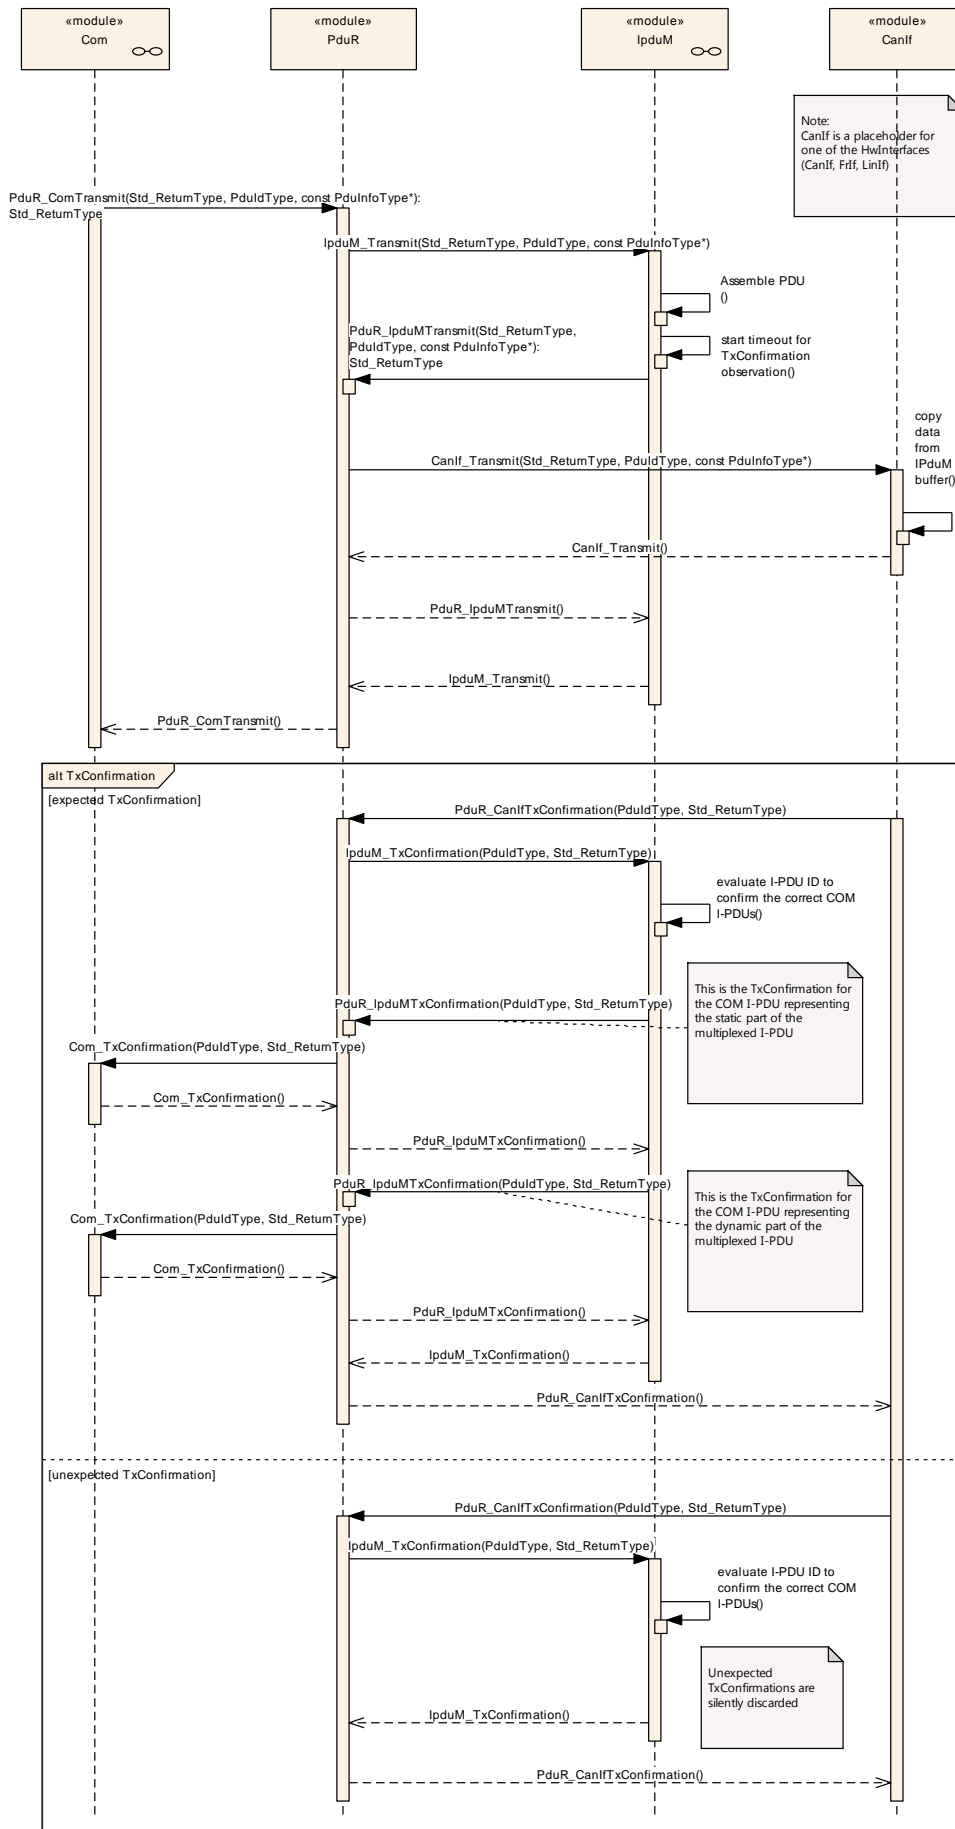 «module»
Com
«module»
PduR
«module»
IpduM
«module»
CanIf
Note:
CanIf is a placeholder for
one of the HwInterfaces
(CanIf, FrIf, LinIf)
PduR_ComTransmit(Std_ReturnType, PduIdType, const PduInfoType*):
Std_ReturnType
IpduM_Transmit(Std_ReturnType, PduIdType, const PduInfoType*)
Assemble PDU
()
PduR_IpduMTransmit(Std_ReturnType,
PduIdType, const PduInfoType*):
Std_ReturnType
start timeout for
TxConfirmation
observation()
copy
data
from
IPduM
buffer()
CanIf_Transmit(Std_ReturnType, PduIdType, const PduInfoType*)
CanIf_Transmit()
PduR_IpduMTransmit()
IpduM_Transmit()
PduR_ComTransmit()
alt TxConfirmation
[expected TxConfirmation]
PduR_CanIfTxConfirmation(PduIdType, Std_ReturnType)
IpduM_TxConfirmation(PduIdType, Std_ReturnType)
evaluate I-PDU ID to
confirm the correct COM
I-PDUs()
This is the TxConfirmation for
the COM I-PDU representing
the static part of the
multiplexed I-PDU
PduR_IpduMTxConfirmation(PduIdType, Std_ReturnType)
Com_TxConfirmation(PduIdType, Std_ReturnType)
Com_TxConfirmation()
PduR_IpduMTxConfirmation()
PduR_IpduMTxConfirmation(PduIdType, Std_ReturnType)
This is the TxConfirmation for
the COM I-PDU representing
the dynamic part of the
multiplexed I-PDU
Com_TxConfirmation(PduIdType, Std_ReturnType)
Com_TxConfirmation()
PduR_IpduMTxConfirmation()
IpduM_TxConfirmation()
PduR_CanIfTxConfirmation()
[unexpected TxConfirmation]
PduR_CanIfTxConfirmation(PduIdType, Std_ReturnType)
IpduM_TxConfirmation(PduIdType, Std_ReturnType)
evaluate I-PDU ID to
confirm the correct COM
I-PDUs()
Unexpected
TxConfirmations are
silently discarded
IpduM_TxConfirmation()
PduR_CanIfTxConfirmation()